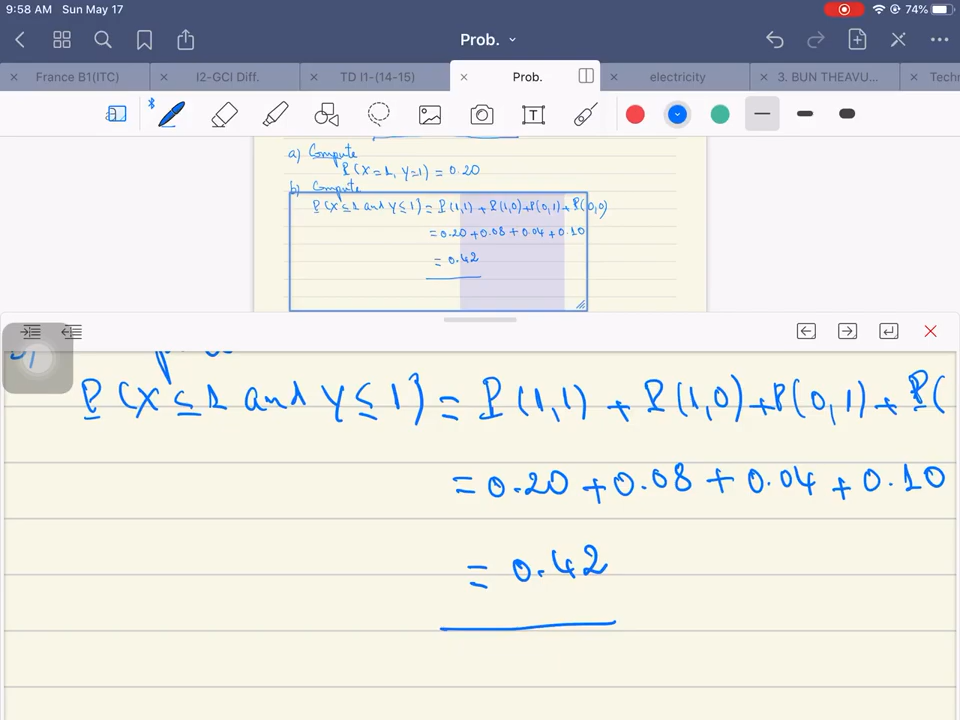 9:58 AM Sun May 17
74%
Prob.
France B1(ITC)
I2-GCI Diff.
TD I1-(14-15)
Prob.
electricity
3. BUN THEAVU...
Techn
a) Compute
P(X=1, Y=1) = 0.20
b) Compute
P(X ≤ 1 and Y ≤ 1) = P(1,1) + P(1,0) + P(0,1) + P(0,0)
= 0.20 + 0.08 + 0.04 + 0.10
= 0.42
P(X ≤ 1 and Y ≤ 1) = P(1,1) + P(1,0) + P(0,1) + P(
= 0.20 + 0.08 + 0.04 + 0.10
= 0.42